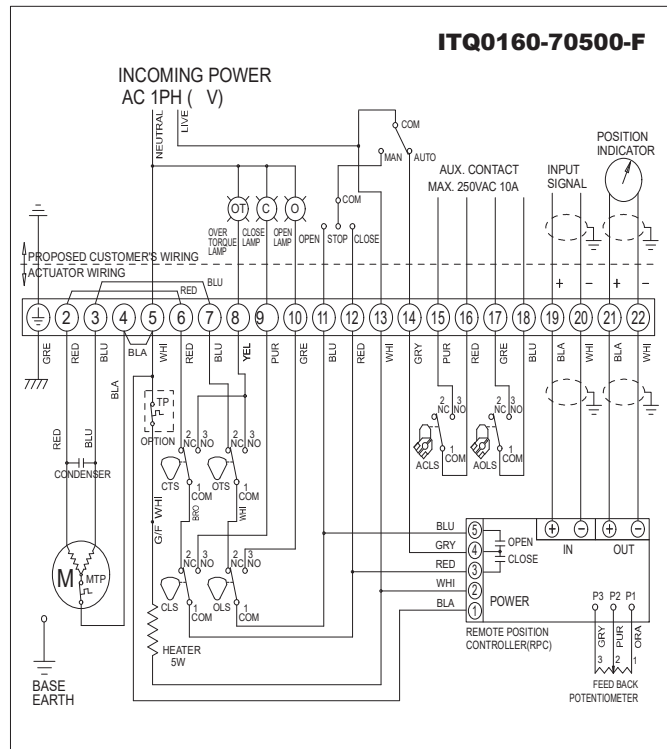 ITQ0160-70500-F
INCOMING POWER
AC 1PH ( V)
NEUTRAL
LIVE
COM
MAN
AUTO
POSITION
INDICATOR
AUX. CONTACT
MAX. 250VAC 10A
INPUT
SIGNAL
COM
OT
C
O
OVER
TORQUE
LAMP
CLOSE
LAMP
OPEN
LAMP
OPEN
STOP
CLOSE
PROPOSED CUSTOMER'S WIRING
ACTUATOR WIRING
BLU
RED
+ − + −
2 3 4 5 6 7 8 9 10 11 12 13 14 15 16 17 18 19 20 21 22
GRE
RED
BLU
BLA
WHI
RED
BLU
YEL
PUR
GRE
BLU
RED
WHI
GRY
PUR
RED
GRE
BLU
BLA
WHI
BLA
WHI
BLA
TP
OPTION
RED
BLU
CONDENSER
2 3
NC NO
CTS
1
COM
2 3
NC NO
OTS
1
COM
2 3
NC NO
ACLS
1
COM
2 3
NC NO
AOLS
1
COM
BRO
WHI
G/F WHI
2 3
NC NO
CLS
1
COM
2 3
NC NO
OLS
1
COM
M
MTP
HEATER
5W
BASE
EARTH
BLU
GRY
RED
WHI
BLA
5
4
3
2
1
OPEN
CLOSE
POWER
+ − + −
IN OUT
P3 P2 P1
GRY
PUR
ORA
3 2 1
REMOTE POSITION
CONTROLLER(RPC)
FEED BACK
POTENTIOMETER